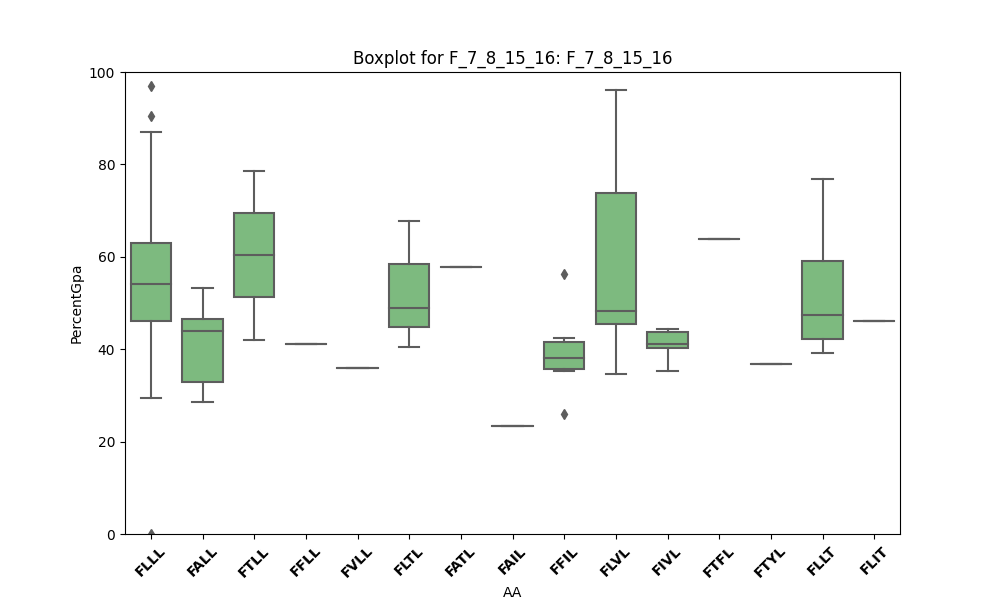 Boxplot for F_7_8_15_16: F_7_8_15_16
PercentGpa
100
80
60
40
20
0
FLLL FALL FTLL FFLL FVLL FLTL FATL FAIL FFIL FLVL FIVL FTFL FTYL FLLT FLIT
AA